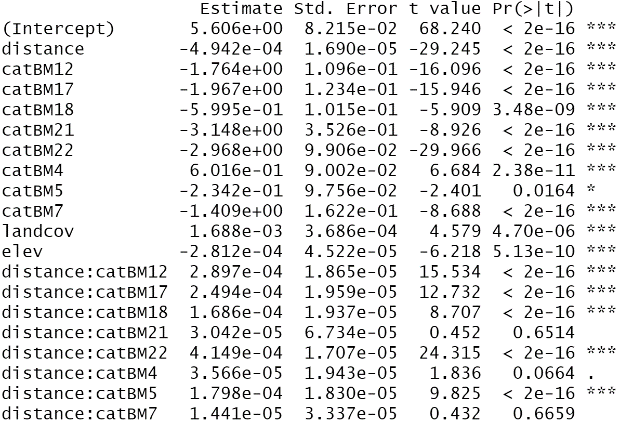 Estimate Std. Error t value Pr(>|t|)
(Intercept) 5.606e+00 8.215e-02 68.240 < 2e-16 ***
distance -4.942e-04 1.690e-05 -29.245 < 2e-16 ***
catBM12 -1.764e+00 1.096e-01 -16.096 < 2e-16 ***
catBM17 -1.967e+00 1.234e-01 -15.946 < 2e-16 ***
catBM18 -5.995e-01 1.015e-01 -5.909 3.48e-09 ***
catBM21 -3.148e+00 3.526e-01 -8.926 < 2e-16 ***
catBM22 -2.968e+00 9.906e-02 -29.966 < 2e-16 ***
catBM4 6.016e-01 9.002e-02 6.684 2.38e-11 ***
catBM5 -2.342e-01 9.756e-02 -2.401 0.0164 *
catBM7 -1.409e+00 1.622e-01 -8.688 < 2e-16 ***
landcov 1.688e-03 3.686e-04 4.579 4.70e-06 ***
elev -2.812e-04 4.522e-05 -6.218 5.13e-10 ***
distance:catBM12 2.897e-04 1.865e-05 15.534 < 2e-16 ***
distance:catBM17 2.494e-04 1.959e-05 12.732 < 2e-16 ***
distance:catBM18 1.686e-04 1.937e-05 8.707 < 2e-16 ***
distance:catBM21 3.042e-05 6.734e-05 0.452 0.6514
distance:catBM22 4.149e-04 1.707e-05 24.315 < 2e-16 ***
distance:catBM4 3.566e-05 1.943e-05 1.836 0.0664 .
distance:catBM5 1.798e-04 1.830e-05 9.825 < 2e-16 ***
distance:catBM7 1.441e-05 3.337e-05 0.432 0.6659